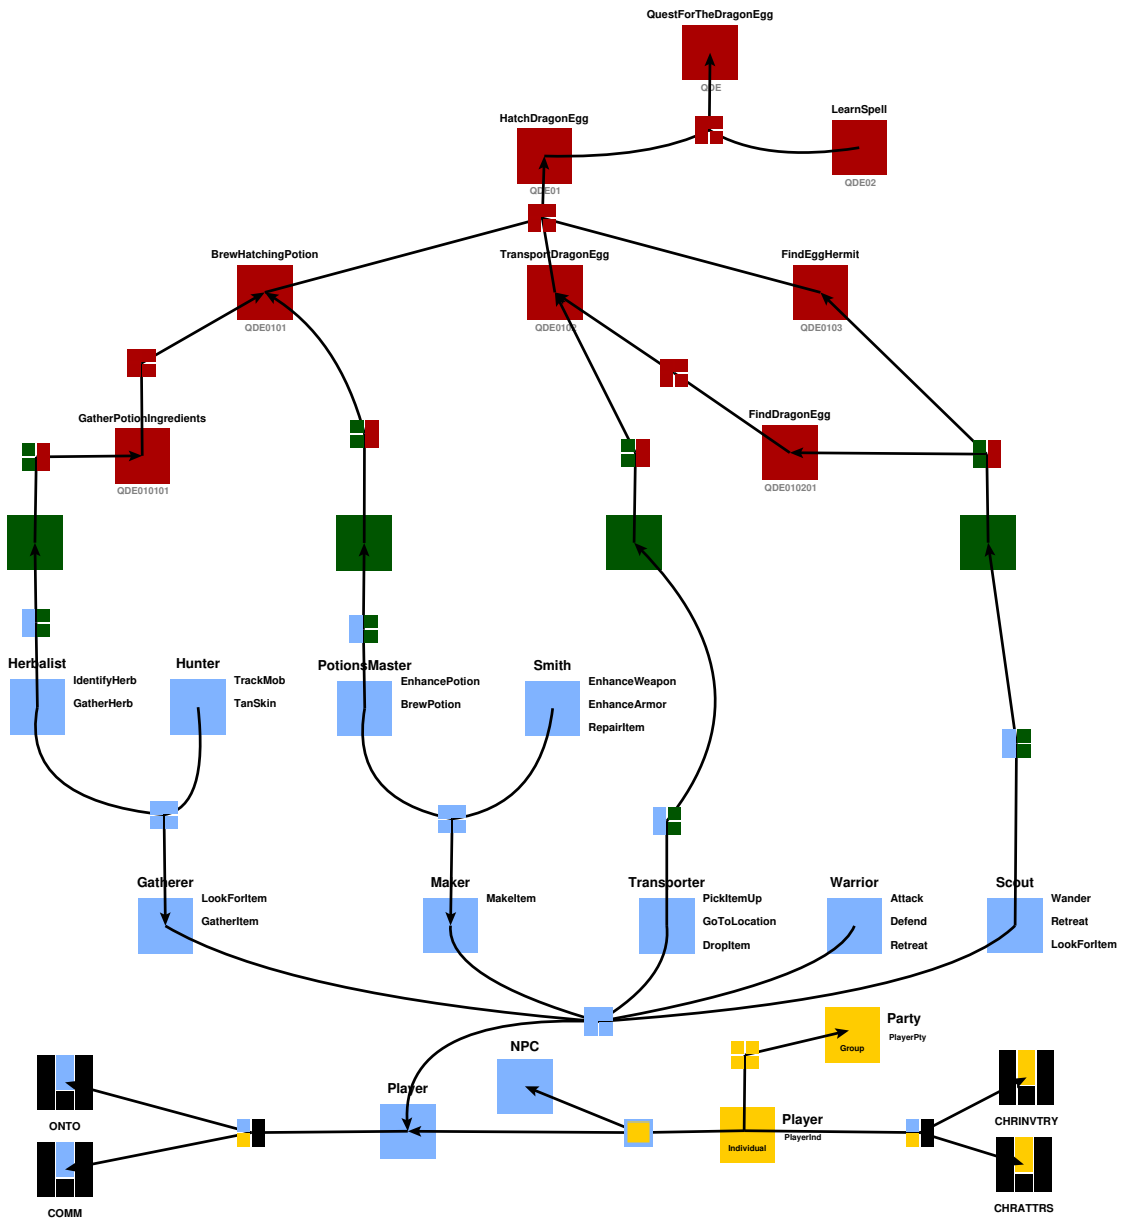 QuestForTheDragonEgg
QDE
LearnSpell
QDE02
HatchDragonEgg
QDE01
BrewHatchingPotion
QDE0101
TransportDragonEgg
QDE0102
FindEggHermit
QDE0103
GatherPotionIngredients
QDE010101
FindDragonEgg
QDE010201
Herbalist
IdentifyHerb
GatherHerb
Hunter
TrackMob
TanSkin
PotionsMaster
EnhancePotion
BrewPotion
Smith
EnhanceWeapon
EnhanceArmor
RepairItem
Gatherer
LookForItem
GatherItem
Maker
MakeItem
Transporter
PickItemUp
GoToLocation
DropItem
Warrior
Attack
Defend
Retreat
Scout
Wander
Retreat
LookForItem
Party
PlayerPty
Group
NPC
Player
Player
PlayerInd
Individual
ONTO
COMM
CHRINVTRY
CHRATTRS